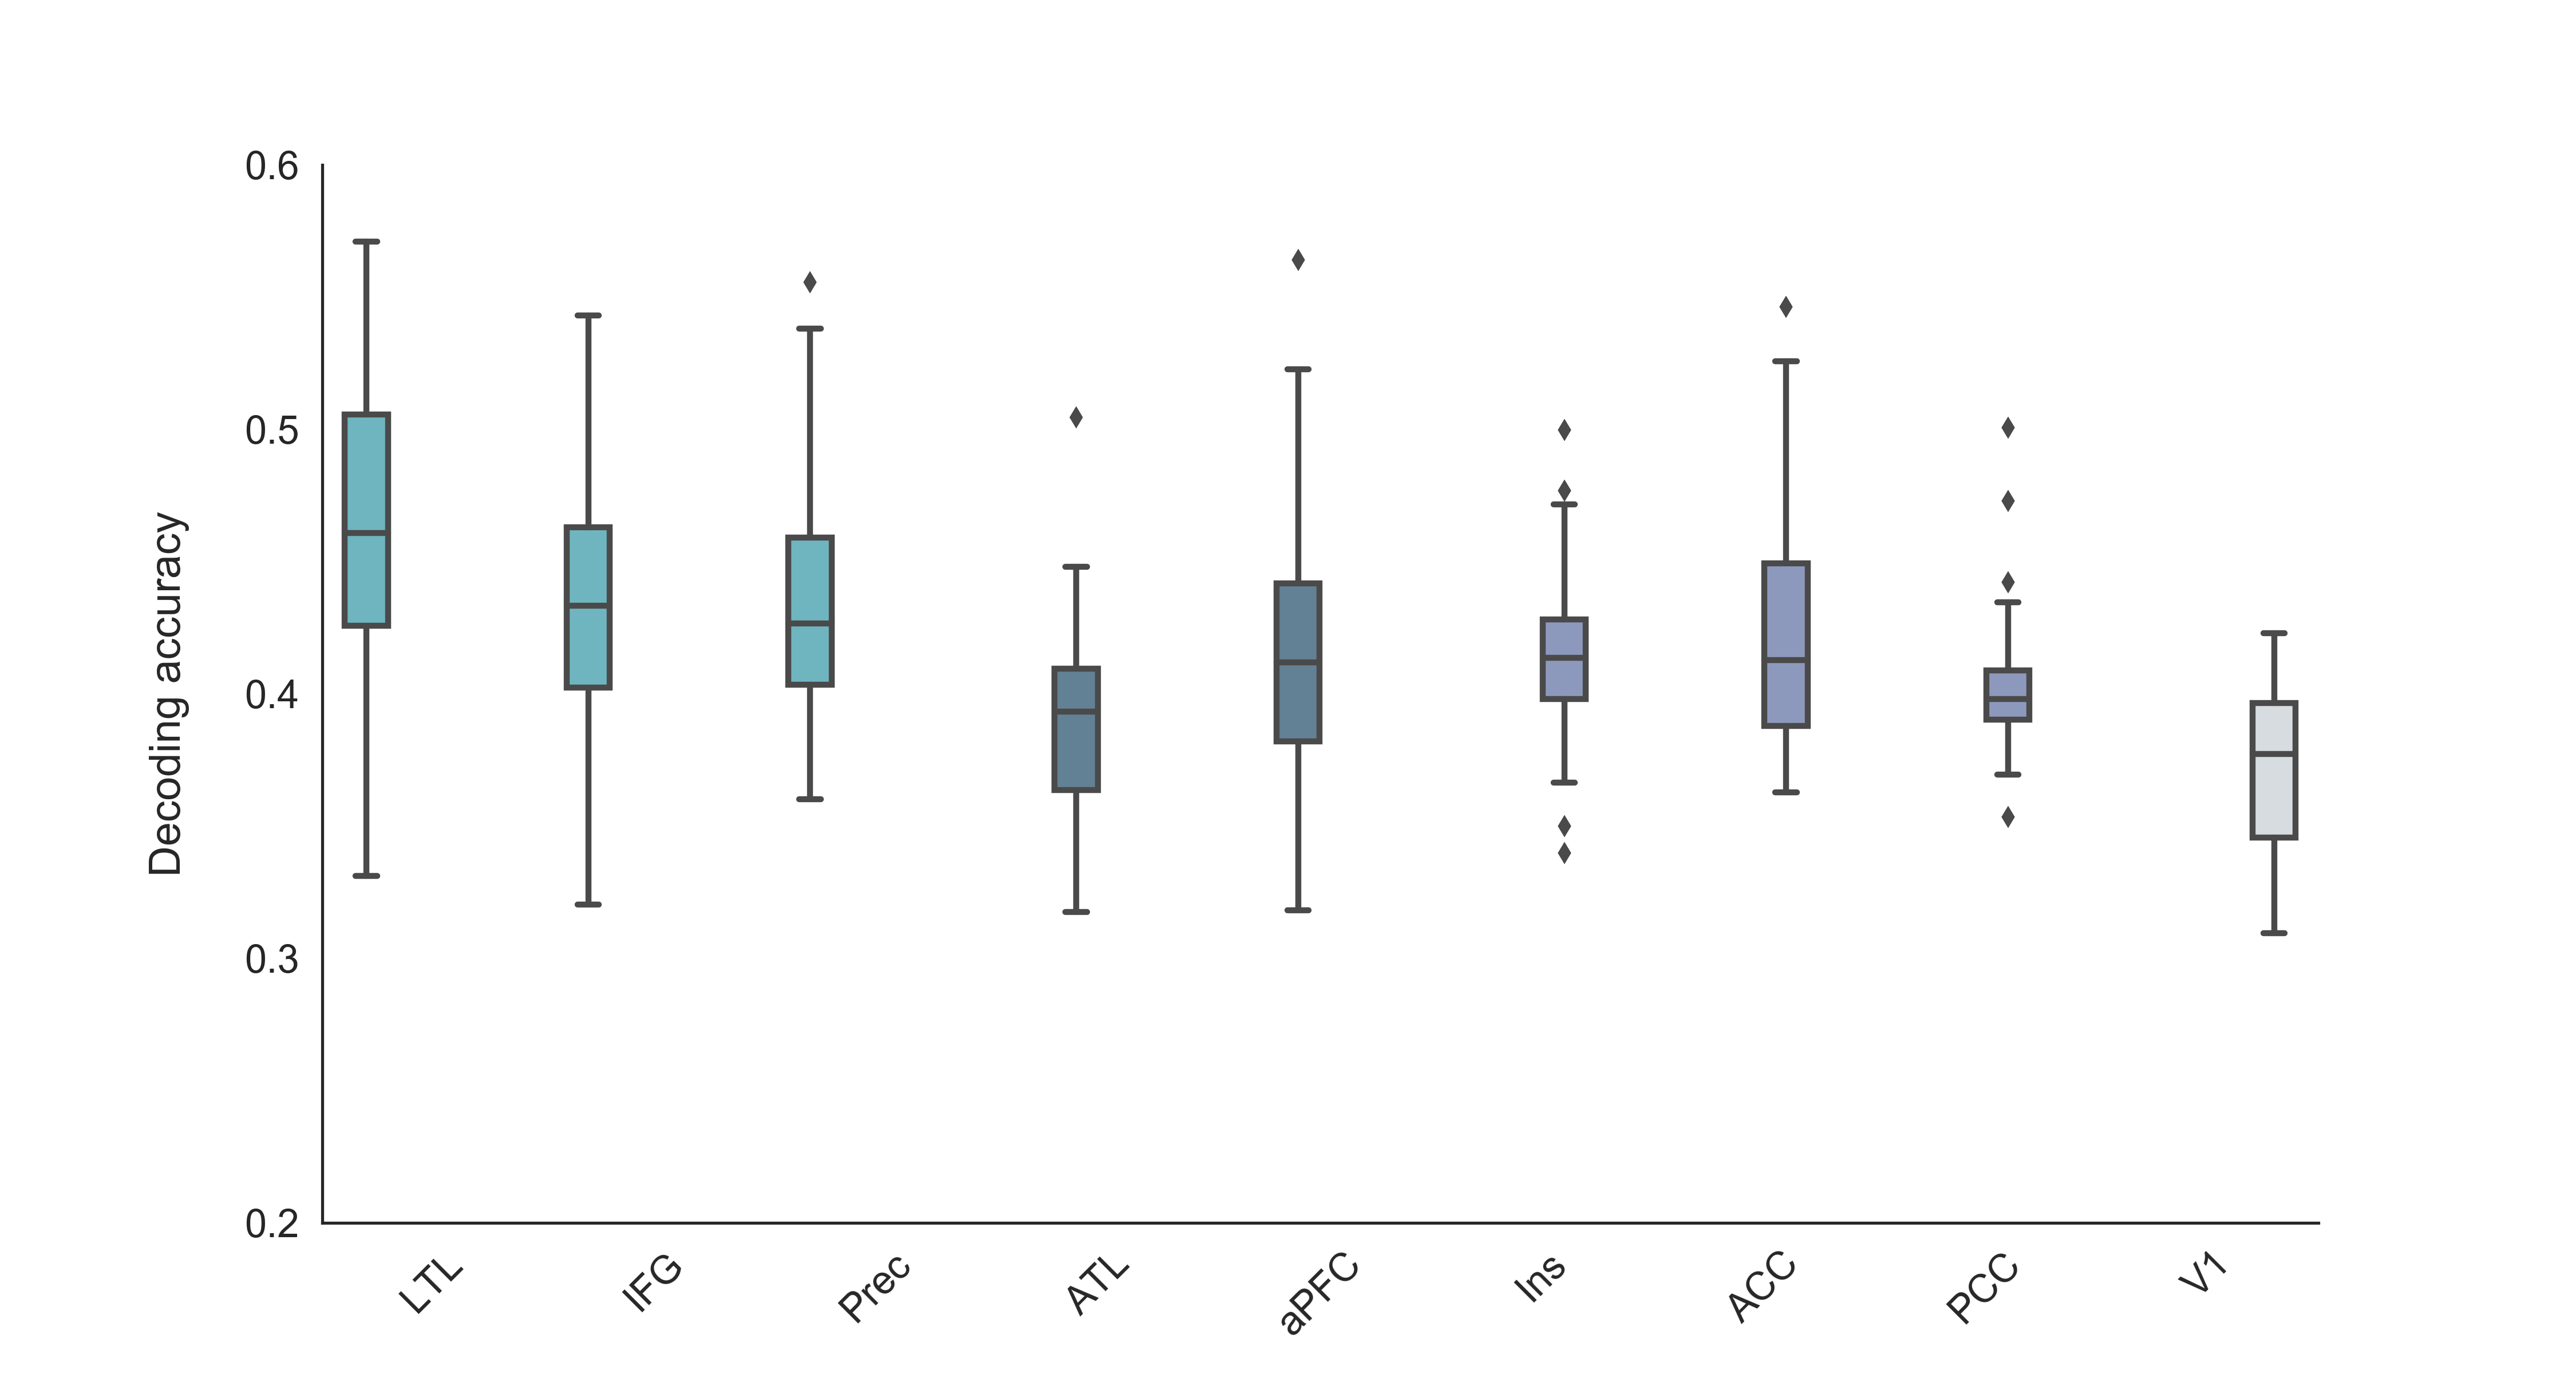 0.6
0.5
0.4
0.3
0.2
Decoding accuracy
LTL
IFG
Prec
ATL
aPFC
Ins
ACC
PCC
V1